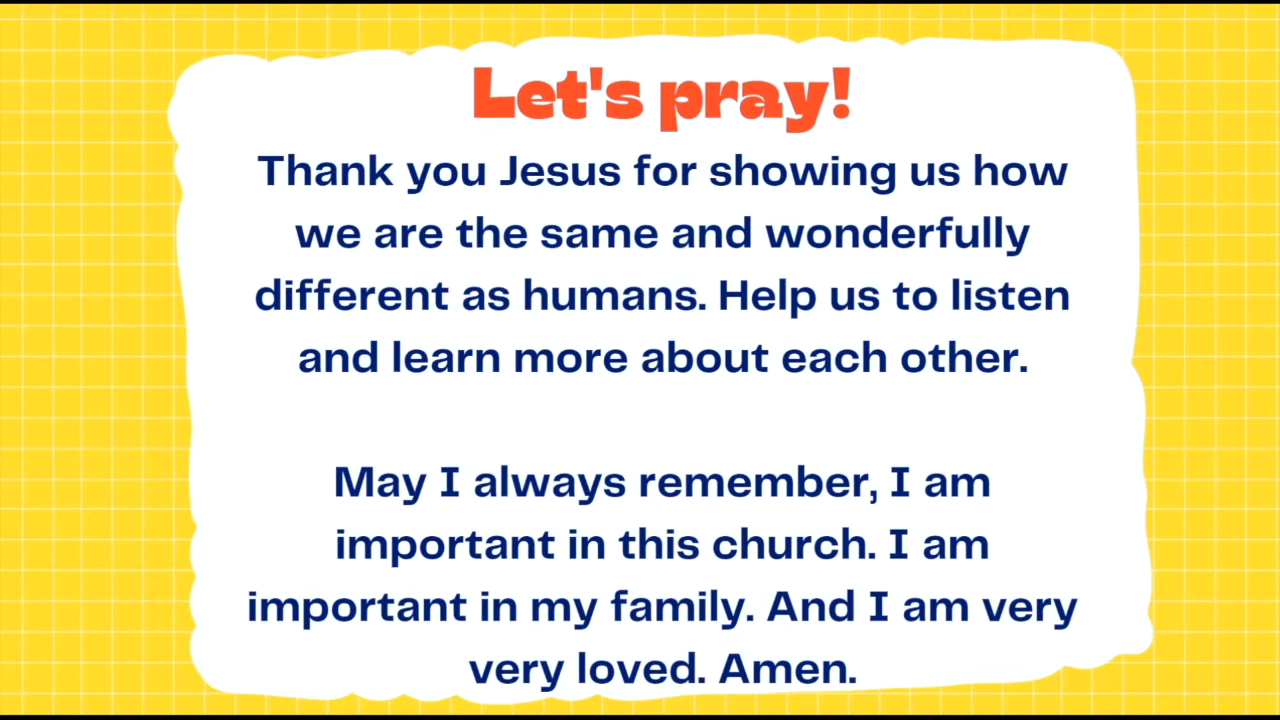 Let's pray!
Thank you Jesus for showing us how
we are the same and wonderfully
different as humans. Help us to listen
and learn more about each other.
May I always remember, I am
important in this church. I am
important in my family. And I am very
very loved. Amen.